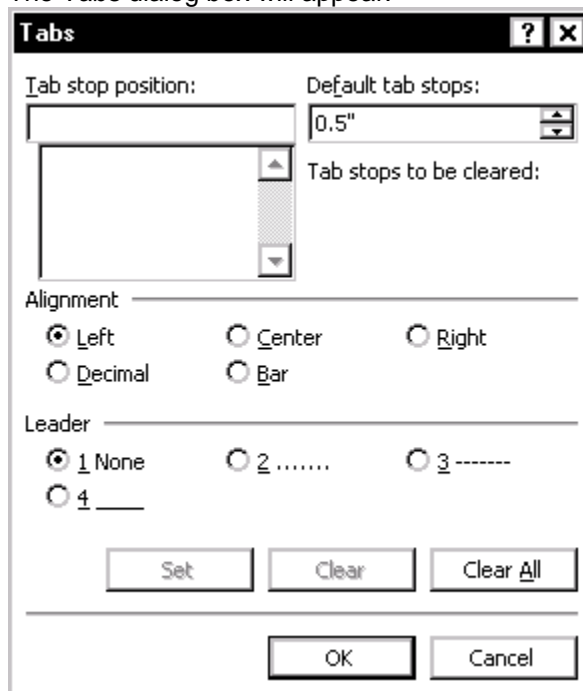 The Tabs dialog box will appear.
Tabs ? X
Tab stop position: Default tab stops:
0.5"
Tab stops to be cleared:
Alignment
Left Center Right
Decimal Bar
Leader
1 None 2 ....... 3 -------
4 ____
Set Clear Clear All
OK Cancel